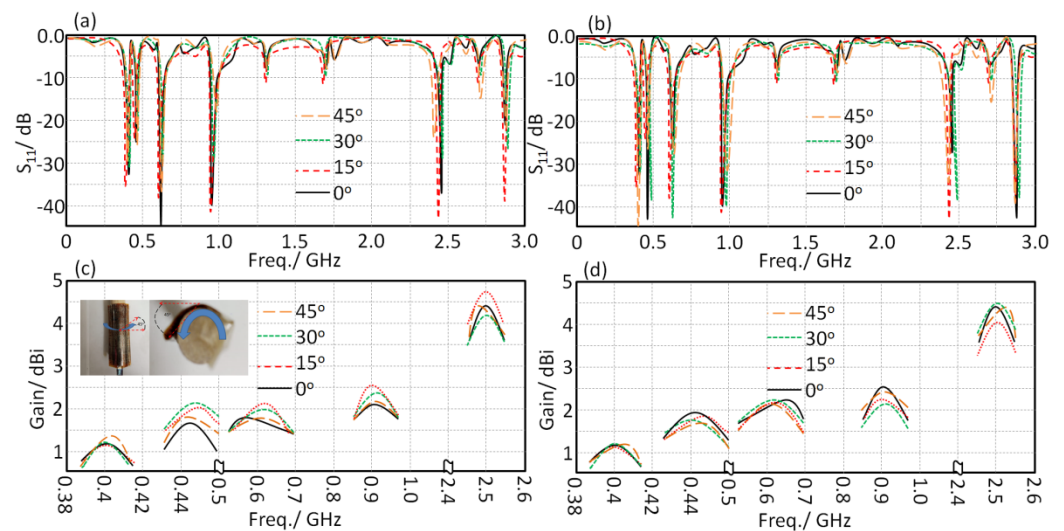 (a)
0.0
-10
-20
-30
-40
S11/ dB
45º
30º
15º
0º
0 0.5 1.0 1.5 2.0 2.5 3.0
Freq./ GHz
(b)
0.0
-10
-20
-30
-40
S11/ dB
45º
30º
15º
0º
0 0.5 1.0 1.5 2.0 2.5 3.0
Freq./ GHz
(c)
5
4
3
2
1
Gain/ dBi
45º
30º
15º
0º
0.38 0.4 0.42 0.44 0.5 0.6 0.7 0.9 1.0 2.4 2.5 2.6
Freq./ GHz
(d)
5
4
3
2
1
Gain/ dBi
45º
30º
15º
0º
0.38 0.4 0.42 0.44 0.5 0.6 0.7 0.9 1.0 2.4 2.5 2.6
Freq./ GHz